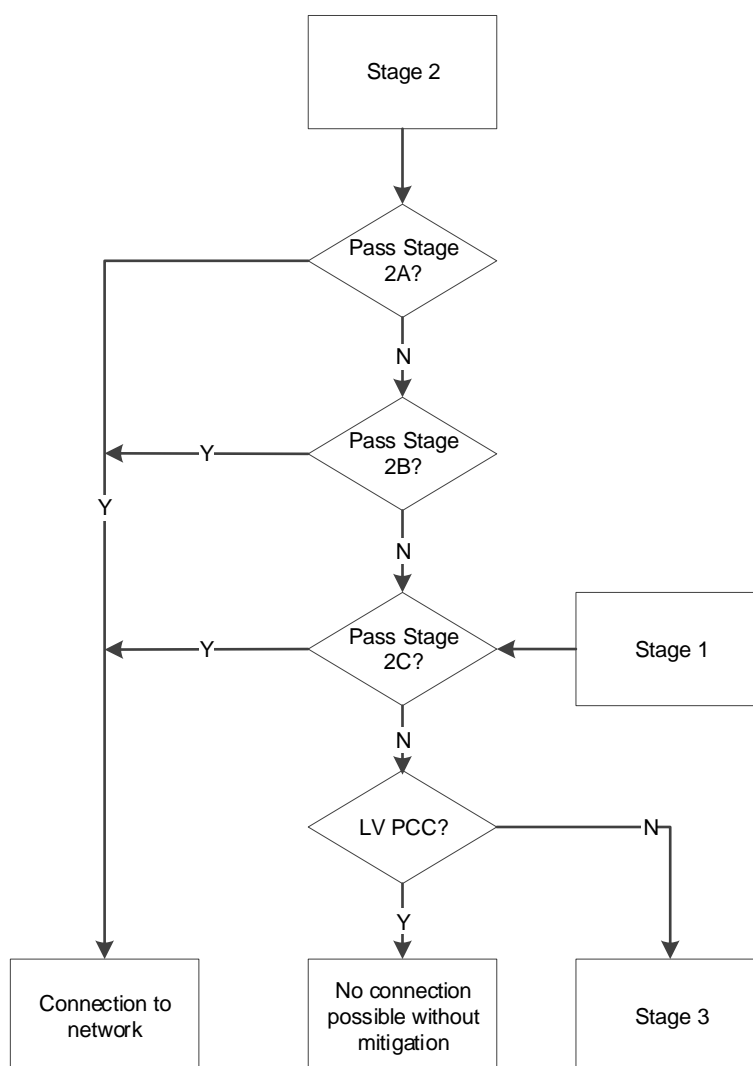 Stage 2
Pass Stage
2A?
N
Pass Stage
2B?
Y
Y
N
Pass Stage
2C?
Y
Stage 1
N
LV PCC?
N
Y
Connection to
network
No connection
possible without
mitigation
Stage 3